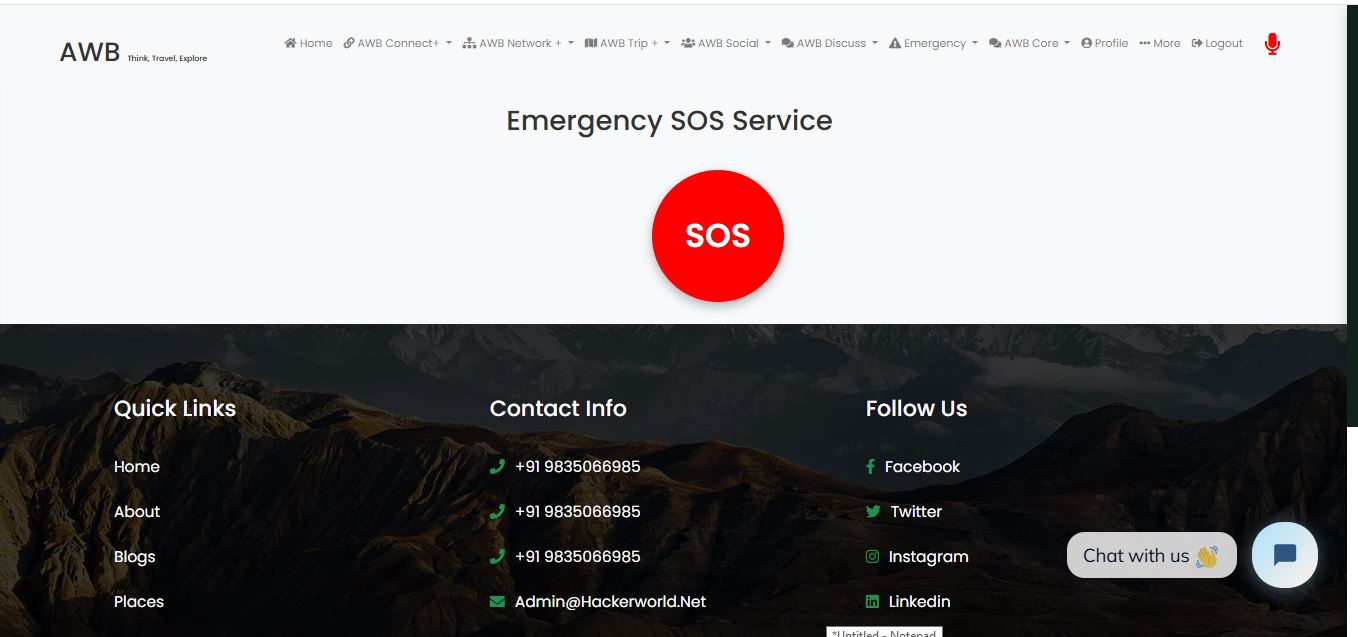 AWB Think, Travel, Explore
Home AWB Connect+ AWB Network + AWB Trip + AWB Social AWB Discuss Emergency AWB Core Profile More Logout
Emergency SOS Service
SOS
Quick Links
Home
About
Blogs
Places
Contact Info
+91 9835066985
+91 9835066985
+91 9835066985
Admin@Hackerworld.Net
Follow Us
Facebook
Twitter
Instagram
Linkedin
Chat with us 👋
*Untitled - Notepad